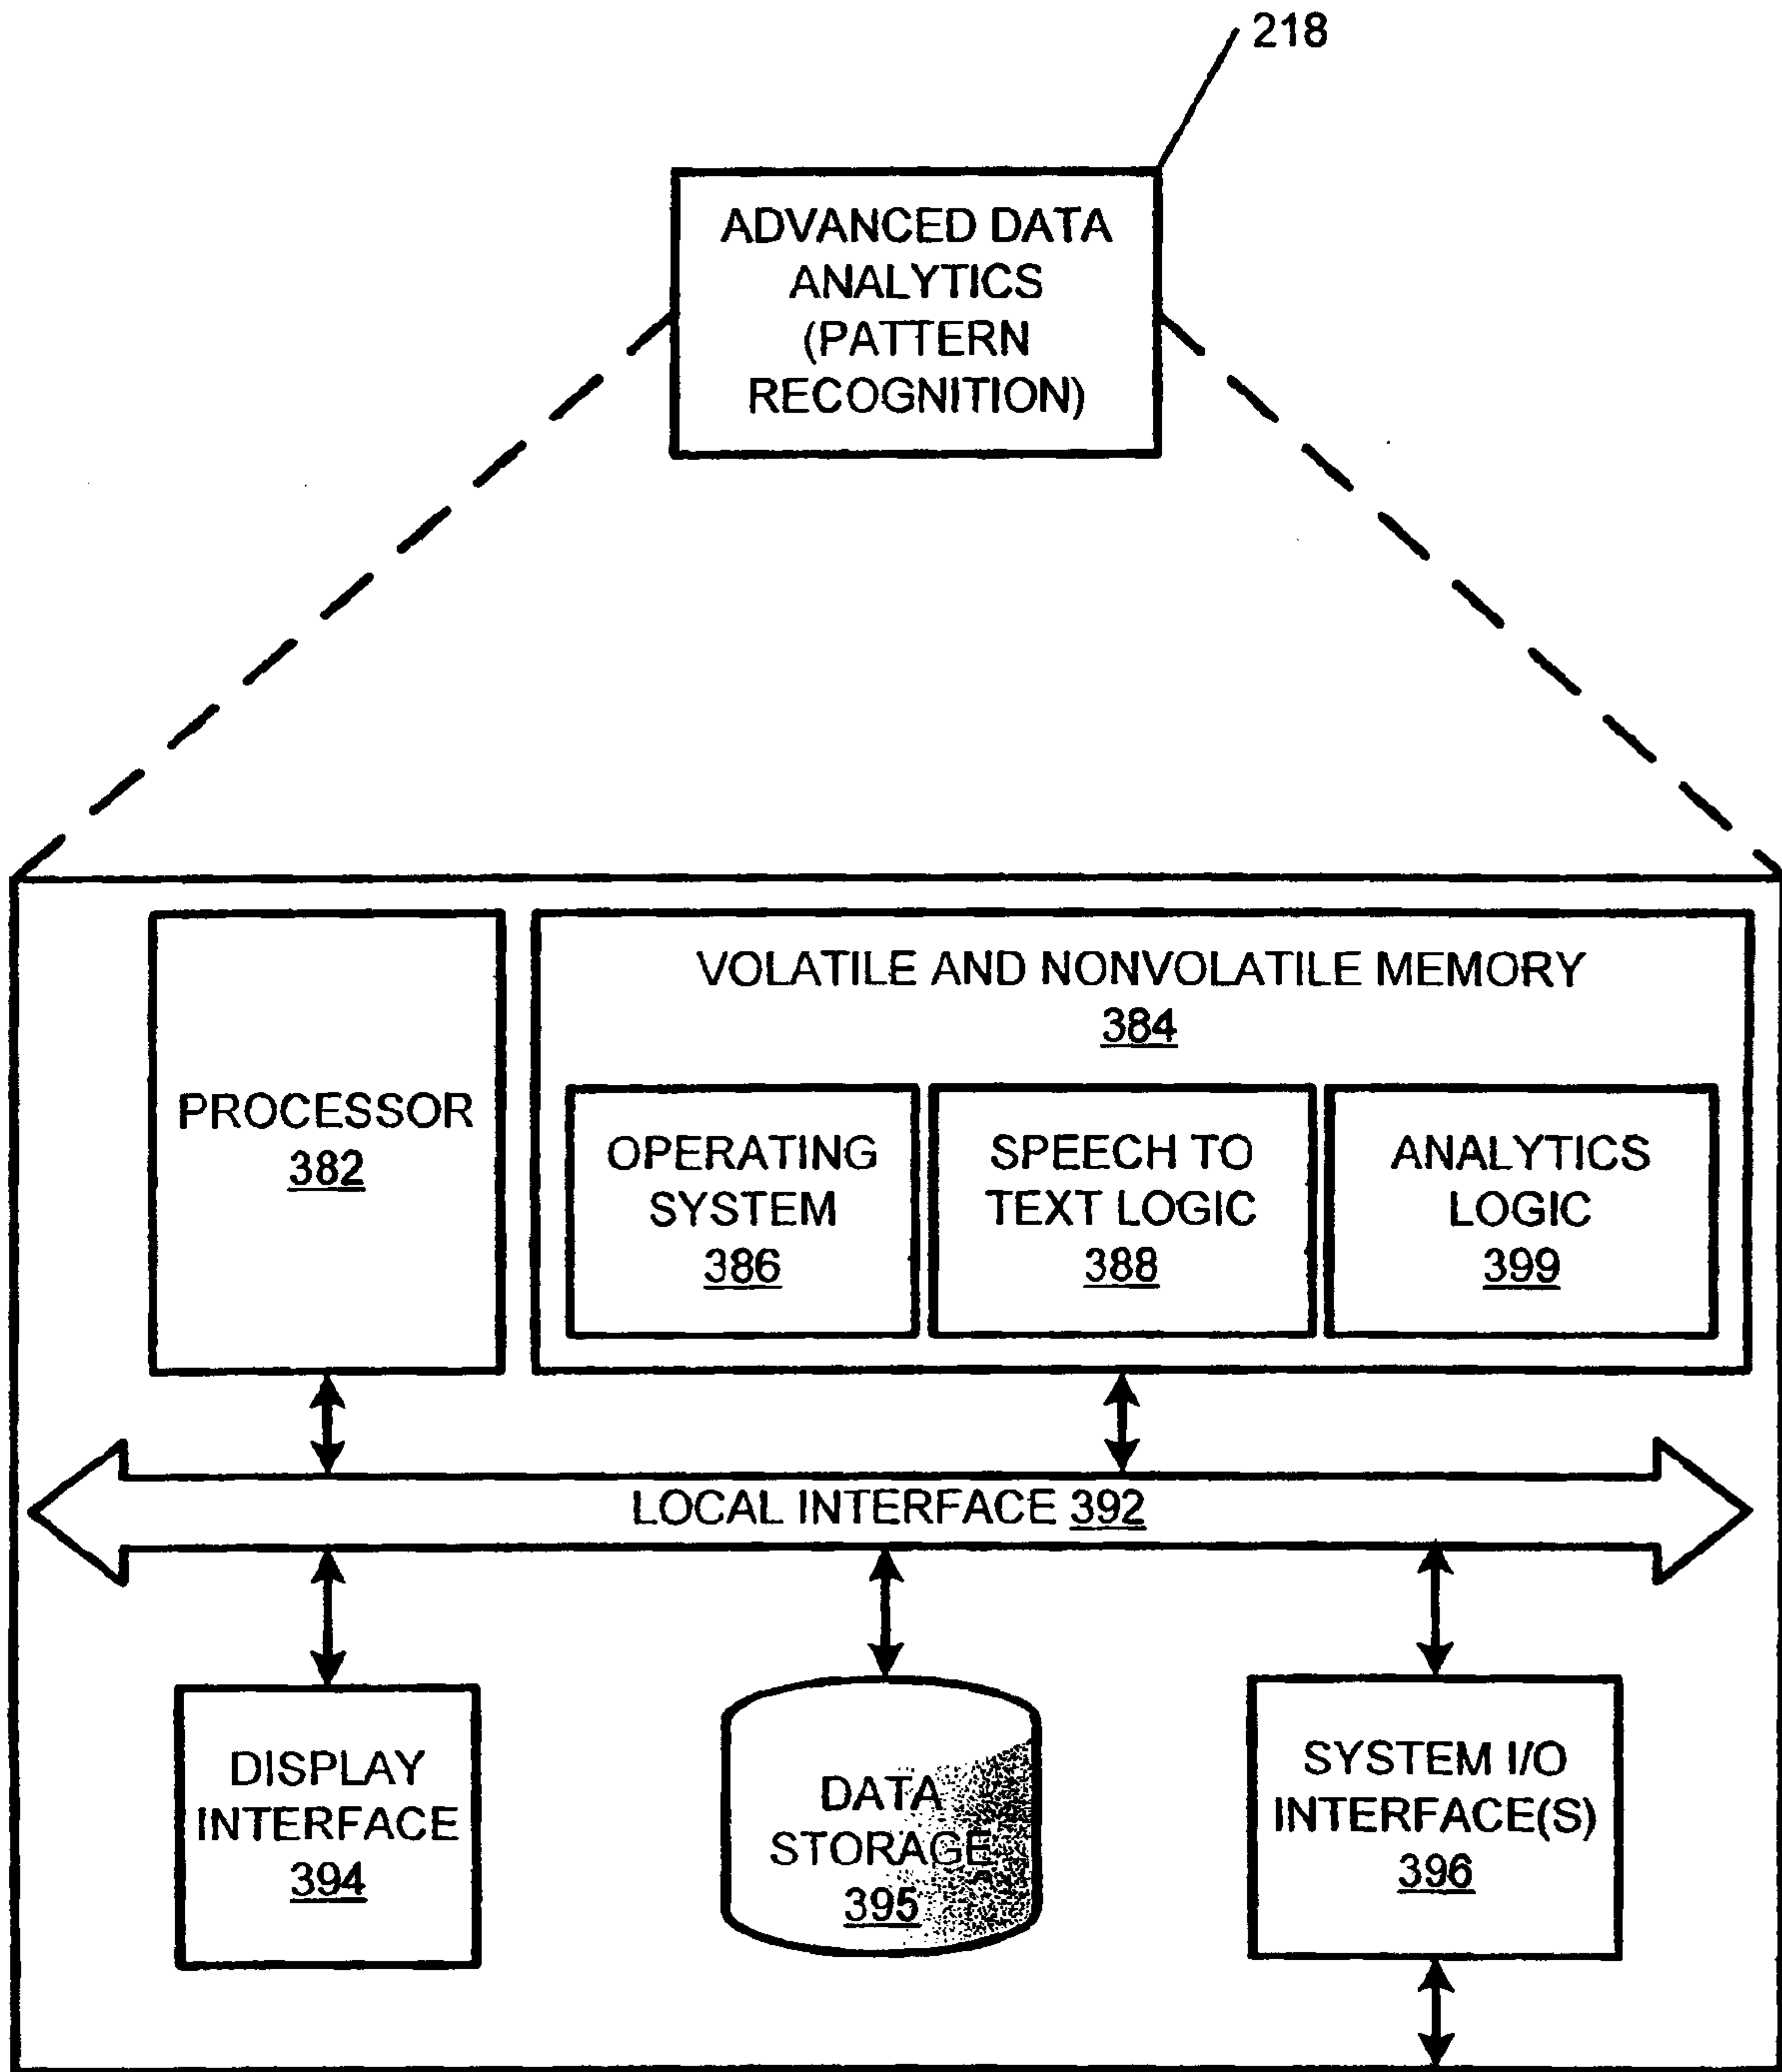 218
ADVANCED DATA
ANALYTICS
(PATTERN
RECOGNITION)
PROCESSOR
382
VOLATILE AND NONVOLATILE MEMORY
384
OPERATING
SYSTEM
386
SPEECH TO
TEXT LOGIC
388
ANALYTICS
LOGIC
399
LOCAL INTERFACE 392
DISPLAY
INTERFACE
394
DATA
STORAGE
395
SYSTEM I/O
INTERFACE(S)
396